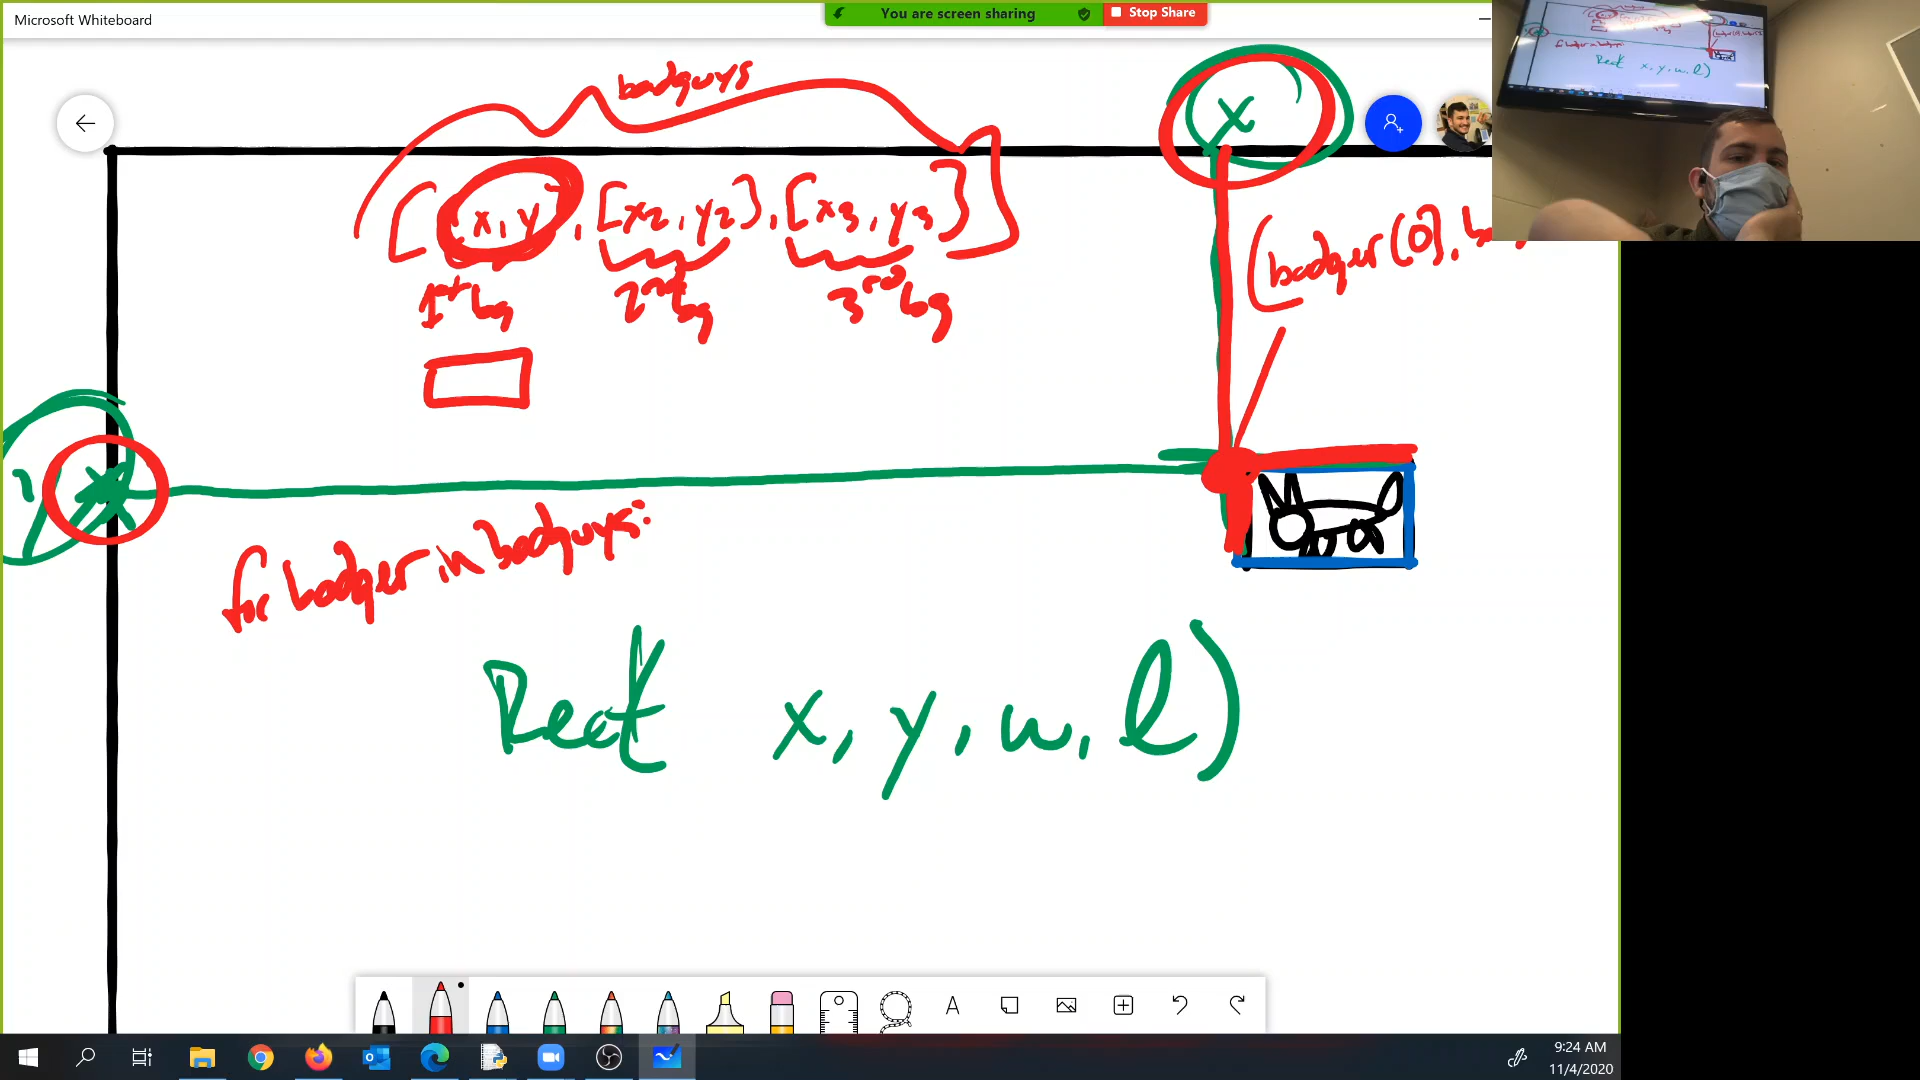 Microsoft Whiteboard
You are screen sharing
Stop Share
badguys
x
[[x, y], [x2, y2], [x3, y3]]
(badger[0], b
1st bg
2nd bg
3rd bg
for badger in badguys:
Rect x, y, w, l)
A
9:24 AM
11/4/2020